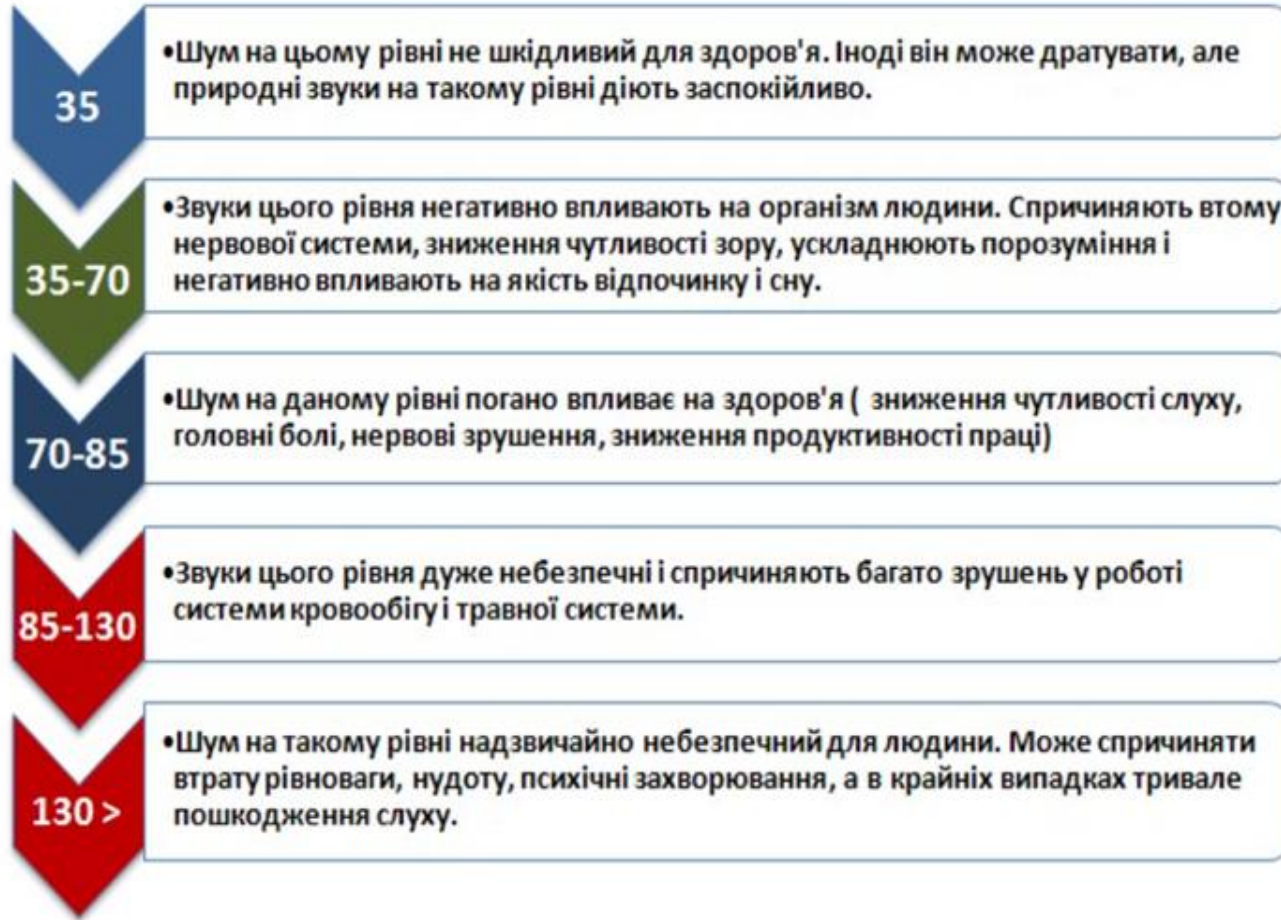 35
•Шум на цьому рівні не шкідливий для здоров'я. Іноді він може дратувати, але
природні звуки на такому рівні діють заспокійливо.
35-70
•Звуки цього рівня негативно впливають на організм людини. Спричиняють втому
нервової системи, зниження чутливості зору, ускладнюють порозуміння і
негативно впливають на якість відпочинку і сну.
70-85
•Шум на даному рівні погано впливає на здоров'я ( зниження чутливості слуху,
головні болі, нервові зрушення, зниження продуктивності праці)
85-130
•Звуки цього рівня дуже небезпечні і спричиняють багато зрушень у роботі
системи кровообігу і травної системи.
130 >
•Шум на такому рівні надзвичайно небезпечний для людини. Може спричиняти
втрату рівноваги, нудоту, психічні захворювання, а в крайніх випадках тривале
пошкодження слуху.